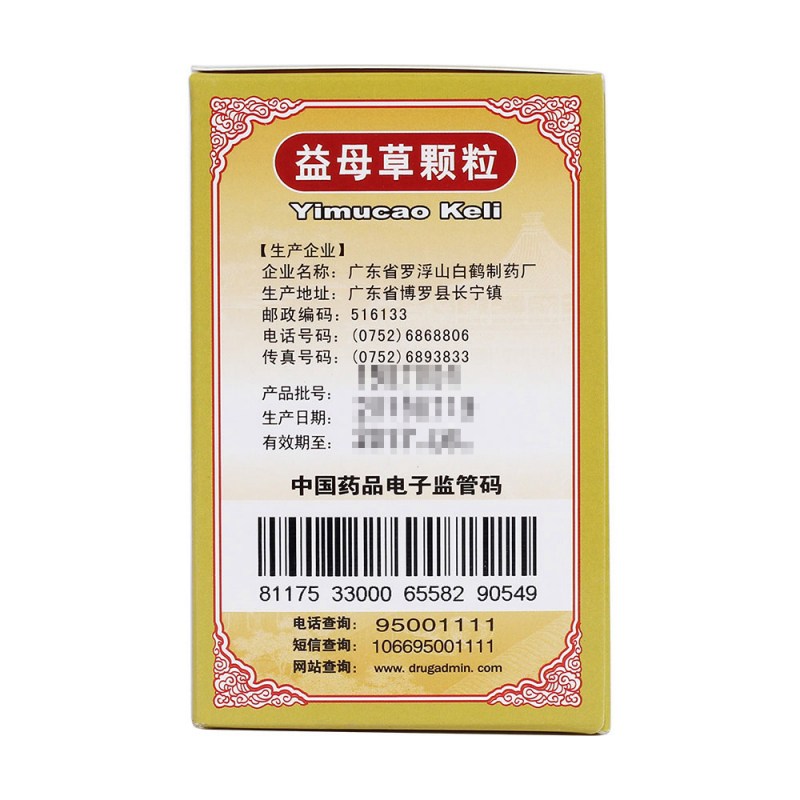 益母草颗粒
Yimucao Keli
【生产企业】
企业名称：广东省罗浮山白鹤制药厂
生产地址：广东省博罗县长宁镇
邮政编码：516133
电话号码：(0752)6868806
传真号码：(0752)6893833
产品批号：
生产日期：
有效期至：
中国药品电子监管码
81175 33000 65582 90549
电话查询：95001111
短信查询：106695001111
网站查询：www.drugadmin.com